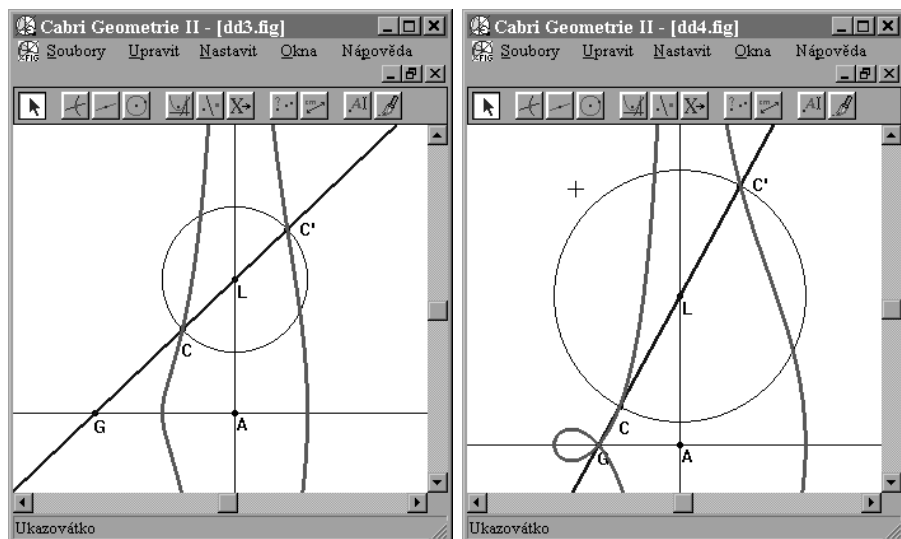 Cabri Geometrie II - [dd3.fig]
Soubory Upravit Nastavit Okna Nápověda
C'
L
C
G
A
Ukazovátko
Cabri Geometrie II - [dd4.fig]
Soubory Upravit Nastavit Okna Nápověda
C'
L
C
G
A
Ukazovátko